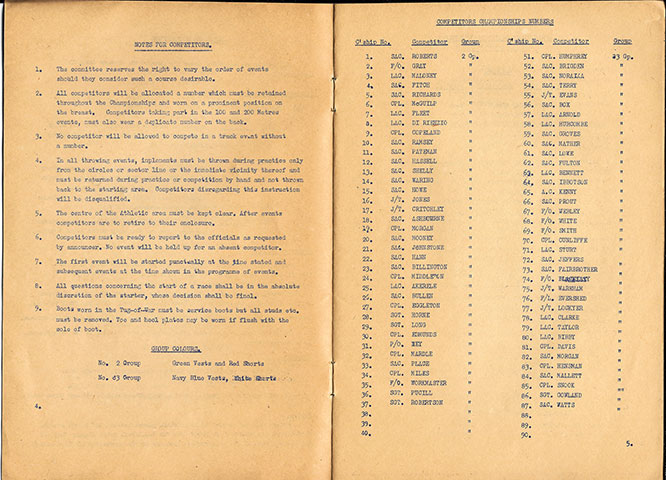 NOTES FOR COMPETITORS.
1. The committee reserves the right to vary the order of events
should they consider such a course desirable.
2. All competitors will be allocated a number which must be retained
throughout the Championships and worn on a prominent position on
the breast. Competitors taking part in the 100 and 200 Metres
events, must also wear a duplicate number on the back.
3. No competitor will be allowed to compete in a track event without
a number.
4. In all throwing events, implements must be thrown during practice only
from the circles or sector line or the immediate vicinity thereof and
must be returned during practice or competition by hand and not thrown
back to the starting area. Competitors disregarding this instruction
will be disqualified.
5. The centre of the Athletic area must be kept clear. After events
competitors are to retire to their enclosure.
6. Competitors must be ready to report to the officials as requested
by announcer. No event will be held up for an absent competitor.
7. The first event will be started punctually at the time stated and
subsequent events at the time shown in the programme of events.
8. All questions concerning the start of a race shall be in the absolute
discretion of the starter, whose decision shall be final.
9. Boots worn in the Tug-of-War must be service boots but all studs etc.
must be removed. Toe and heel plates may be worn if flush with the
sole of boot.
GROUP COLOURS.
No. 2 Group Green Vests and Red Shorts
No. 63 Group Navy Blue Vests, White Shorts
4.
COMPETITORS CHAMPIONSHIPS NUMBERS
C'ship No. Competitor Group
1. SAC. ROBERTS 2 Gp.
2. F/O. GRAY "
3. LAC. MALONEY "
4. SAC. FITCH "
5. SAC. RICHARDS "
6. CPL. McGUILP "
7. LAC. FLEET "
8. LAC. DI RIENZIO "
9. CPL. COPELAND "
10. SAC. RAMSEY "
11. SAC. PATEMAN "
12. SAC. HASSELL "
13. SAC. SHELLY "
14. SAC. WARING "
15. SAC. HOWE "
16. J/T. JONES "
17. J/T. CRITCHLEY "
18. SAC. ASHBOURNE "
19. CPL. MORGAN "
20. SAC. MOONEY "
21. SAC. JOHNSTONE "
22. SAC. HANN "
23. SAC. BILLINGTON "
24. CPL. MIDDLETON "
25. LAC. AKERELE "
26. SAC. BULLEN "
27. CPL. EGGLETON "
28. SGT. HORNE "
29. SGT. LONG "
30. CPL. EDMUNDS "
31. P/O. NEY "
32. CPL. MARDLE "
33. SAC. PLACE "
34. CPL. MILES "
35. F/O. WORKMASTER "
36. SGT. PUGILL "
37. SGT. ROBERTSON "
38. "
39. "
40. "
C'ship No. Competitor Group
51. CPL. HUMPHREY 63 Gp.
52. SAC. BRIGDEN "
53. SAC.
54. SAC. TERRY "
55. J/T. EVANS "
56. SAC. BOX "
57. LAC. ARNOLD "
58. LAC. "
59. SAC. GROVES "
60. SAC. MATHER "
61. SAC. LOWE "
62. SAC. FULTON "
63. LAC. BENNETT "
64. SAC. IBBOTSON "
65. A.C. KENNY "
66. SAC. PROUT "
67. F/O. WEMLEY "
68. F/O. WHITE "
69. F/O. SMITH "
70. CPL. CUNLIFFE "
71. LAC. STURT "
72. SAC. JEFFERS "
73. SAC. FAIRBROTHER "
74. F/O. "
75. J/T. WAREHAM "
76. F/L. EVERSHED "
77. J/T. LOCKYER "
78. LAC. CLARKE "
79. LAC. TAYLOR "
80. LAC. BIBBY "
81. CPL. DAVIS "
82. SAC. MORGAN "
83. CPL. HENSMAN "
84. SAC. MALLETT "
85. CPL. SNOOK "
86. SGT. GOWLAND "
87. SAC. WATTS "
88.
89.
90.
5.